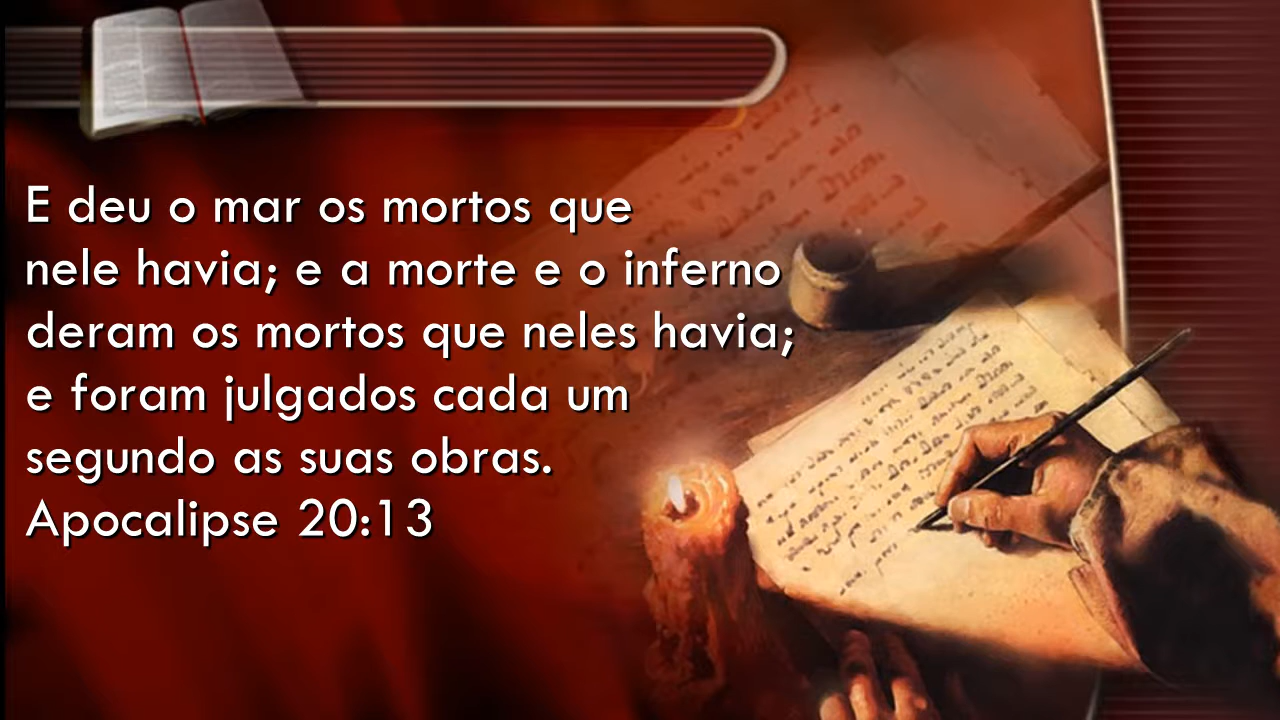 E deu o mar os mortos que
nele havia; e a morte e o inferno
deram os mortos que neles havia;
e foram julgados cada um
segundo as suas obras.
Apocalipse 20:13